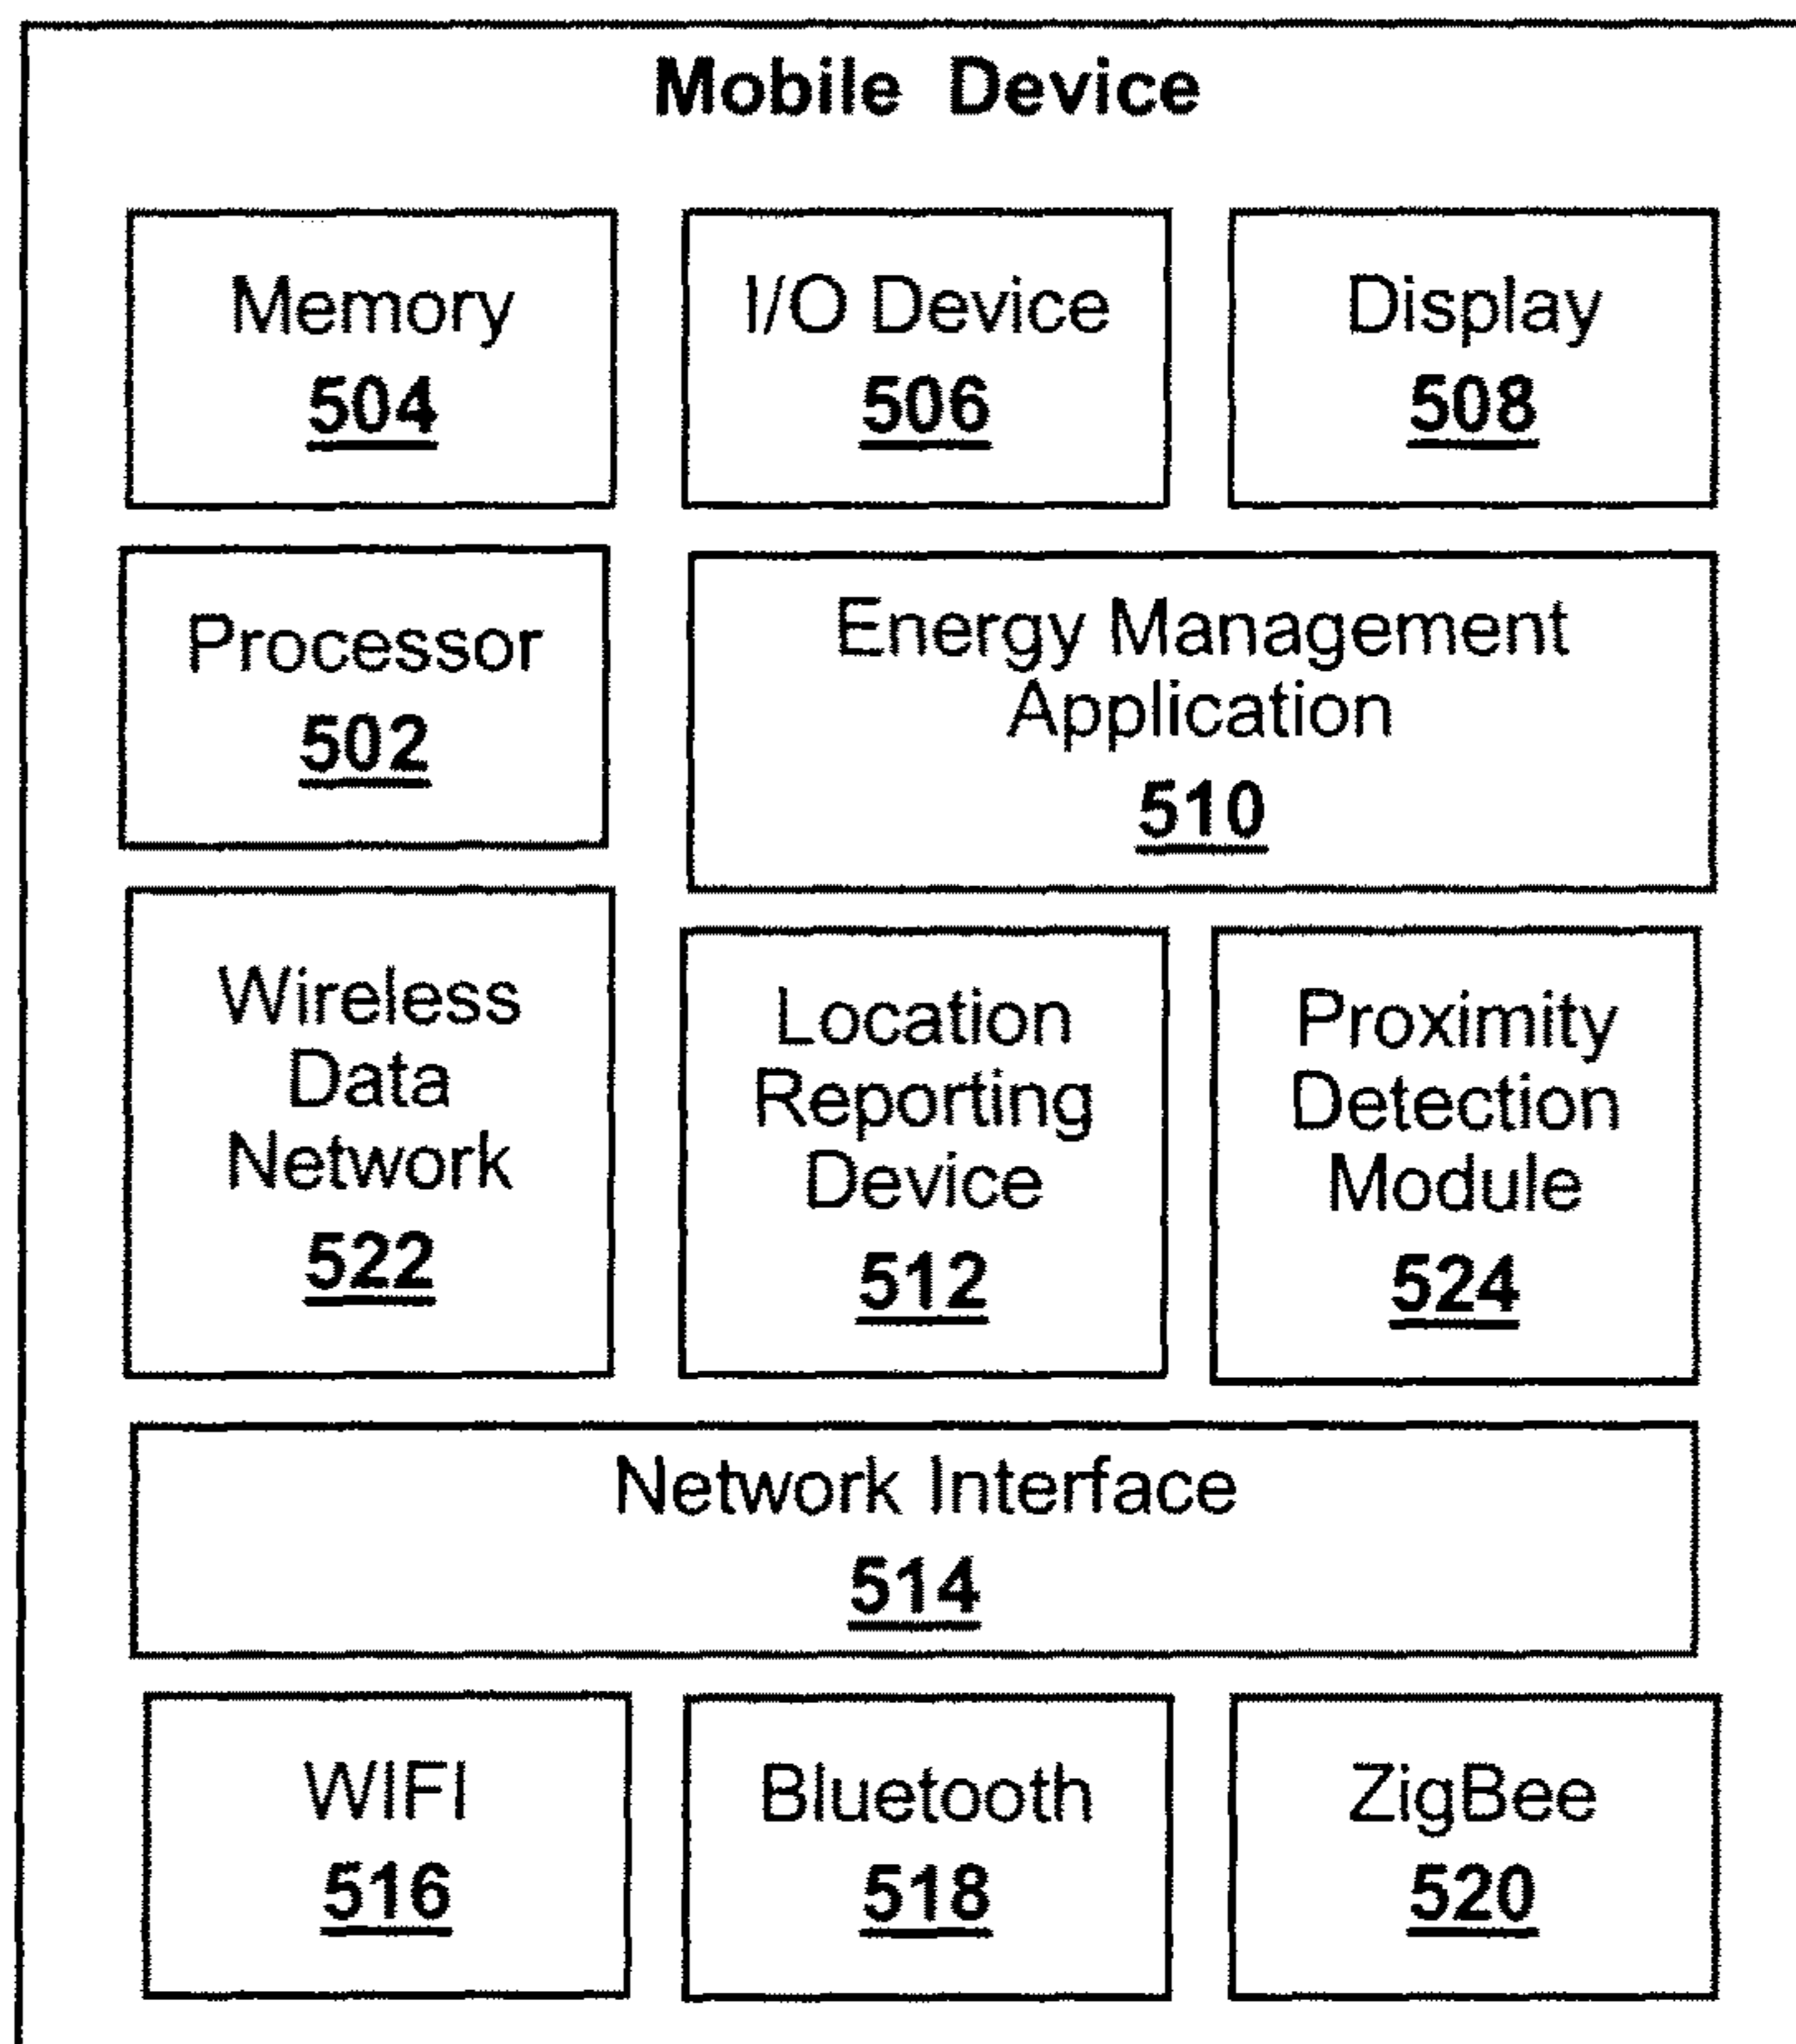 Mobile Device
Memory
504
I/O Device
506
Display
508
Processor
502
Energy Management
Application
510
Wireless
Data
Network
522
Location
Reporting
Device
512
Proximity
Detection
Module
524
Network Interface
514
WIFI
516
Bluetooth
518
ZigBee
520